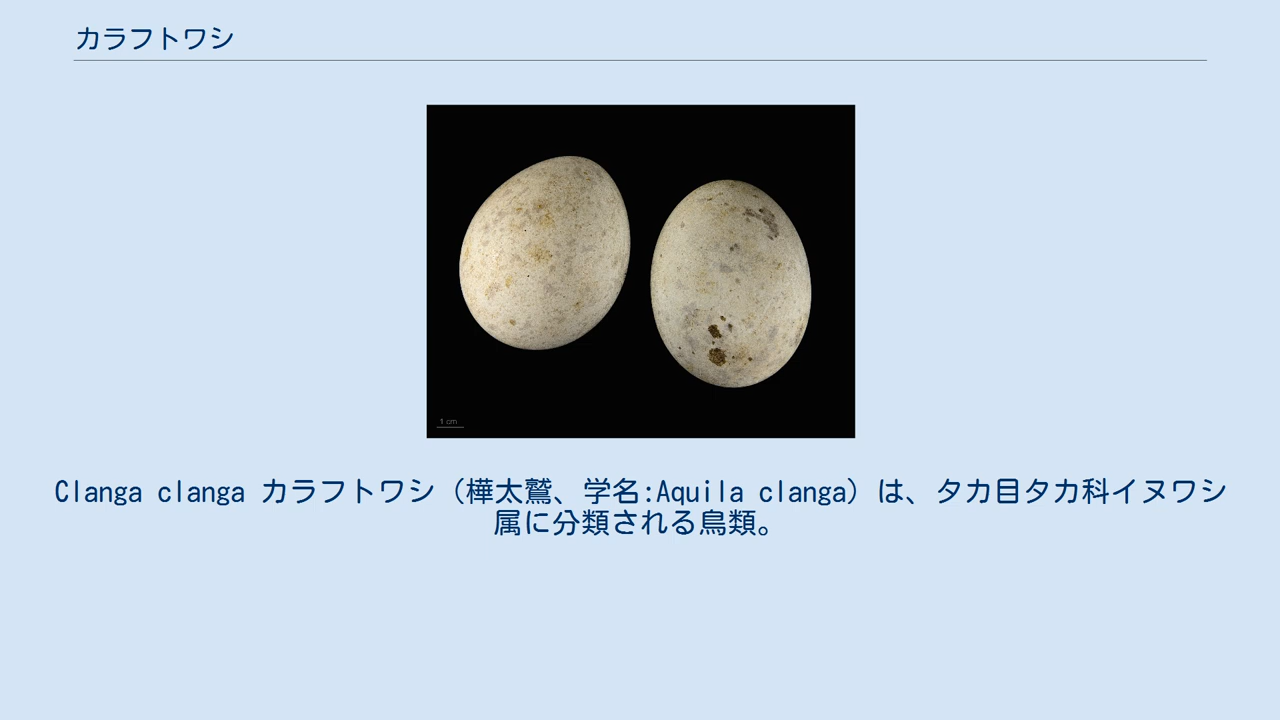 カラフトワシ
1 cm
Clanga clanga カラフトワシ（樺太鷲、学名:Aquila clanga）は、タカ目タカ科イヌワシ
属に分類される鳥類。